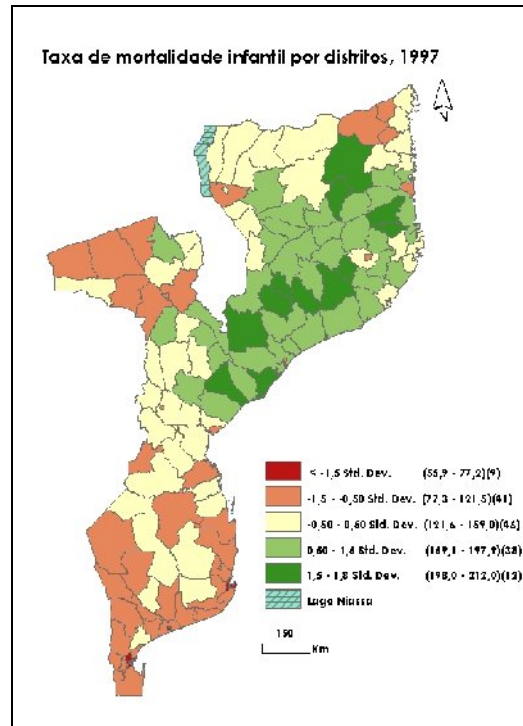 Taxa de mortalidade infantil por distritos, 1997
< -1,5 Std. Dev. (55,9 - 77,2)(9)
-1,5 - -0,50 Std. Dev. (77,3 - 121,5)(41)
-0,50 - 0,60 Std. Dev. (121,6 - 159,0)(46)
0,60 - 1,6 Std. Dev. (159,1 - 197,9)(38)
1,5 - 1,8 Std. Dev. (198,0 - 212,0)(12)
Lago Niassa
150
Km